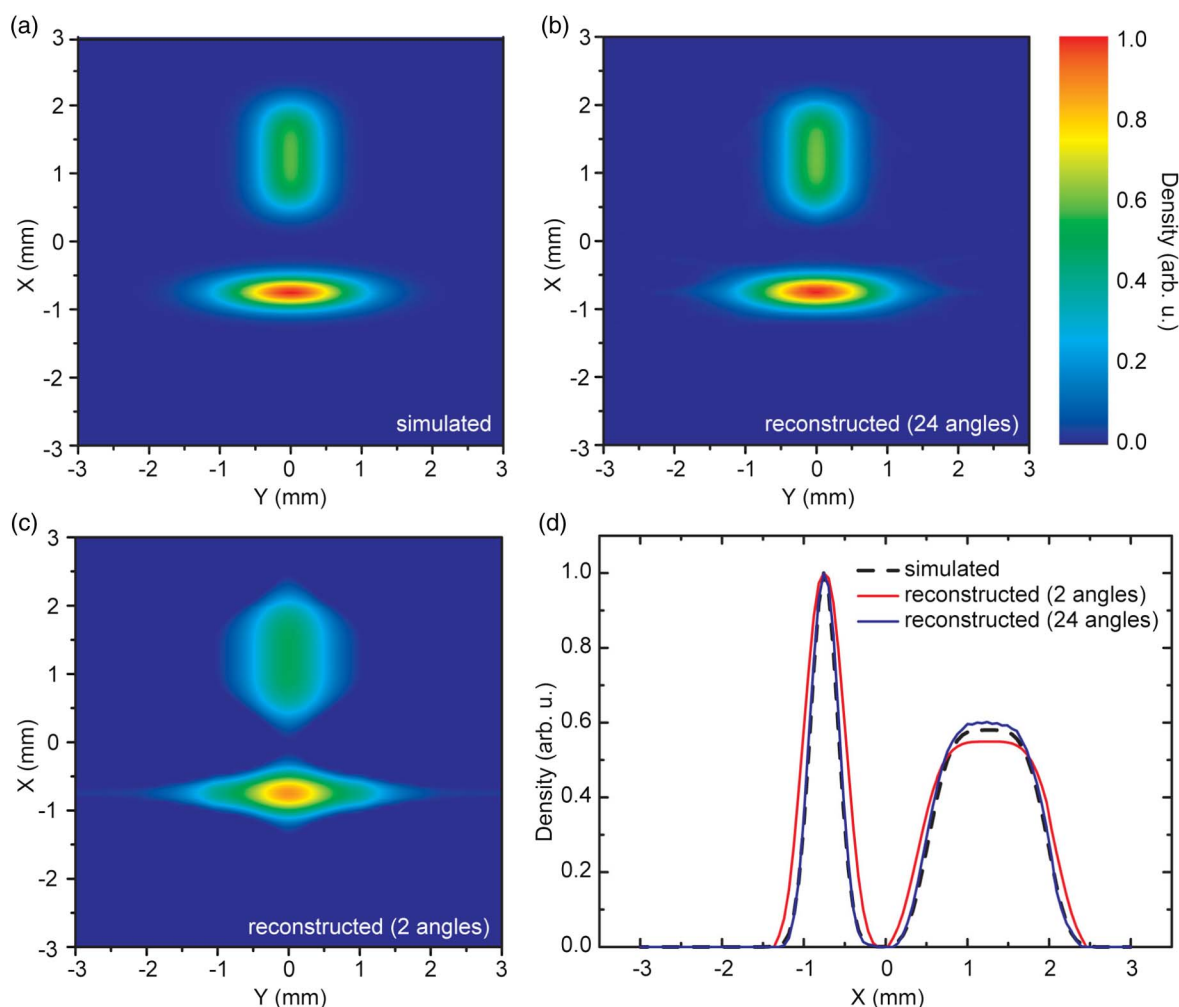 (a)
3
2
1
0
-1
-2
-3
X (mm)
simulated
-3 -2 -1 0 1 2 3
Y (mm)
(b)
3
2
1
0
-1
-2
-3
X (mm)
reconstructed (24 angles)
-3 -2 -1 0 1 2 3
Y (mm)
1.0
0.8
0.6
0.4
0.2
0.0
Density (arb. u.)
(c)
3
2
1
0
-1
-2
-3
X (mm)
reconstructed (2 angles)
-3 -2 -1 0 1 2 3
Y (mm)
(d)
1.0
0.8
0.6
0.4
0.2
0.0
Density (arb. u.)
simulated
reconstructed (2 angles)
reconstructed (24 angles)
-3 -2 -1 0 1 2 3
X (mm)